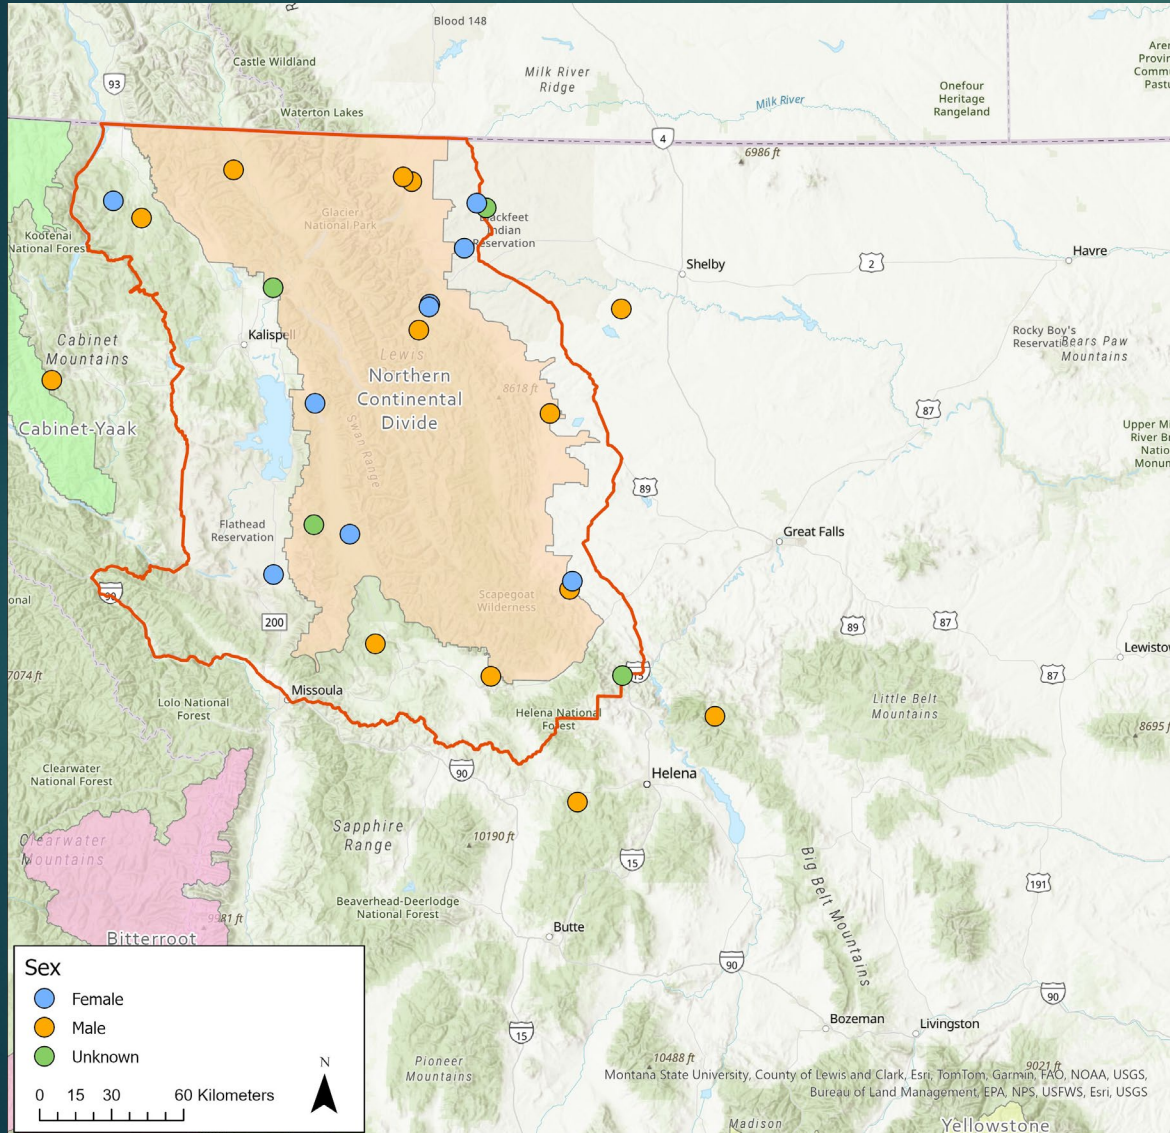 Blood 148
Castle Wildland
93
Milk River
Ridge
Onefour
Heritage
Rangeland
Milk River
Waterton Lakes
4
6986 ft
Glacier
National Park
Blackfeet
Indian
Reservation
Kootenai
National Forest
Shelby
2
Havre
Kalispell
Cabinet
Mountains
Rocky Boy's
Reservation
Bears Paw
Mountains
Lewis
Northern
Continental
Divide
8618 ft
87
Cabinet-Yaak
Swan Range
89
Flathead
Reservation
Great Falls
90
Scapegoat
Wilderness
200
89
87
Lewistow
87
7074 ft
15
Missoula
Lolo National
Forest
Helena National
Forest
Little Belt
Mountains
8695 ft
Clearwater
National Forest
90
Helena
Clearwater
Mountains
Sapphire
Range
10190 ft
15
Big Belt Mountains
191
Beaverhead-Deerlodge
National Forest
9981 ft
Butte
Bitterroot
90
90
Bozeman
Livingston
15
Pioneer
Mountains
10488 ft
9021 ft
Madison
Yellowstone
Sex
Female
Male
Unknown
N
0 15 30 60 Kilometers
Montana State University, County of Lewis and Clark, Esri, TomTom, Garmin, FAO, NOAA, USGS,
Bureau of Land Management, EPA, NPS, USFWS, Esri, USGS